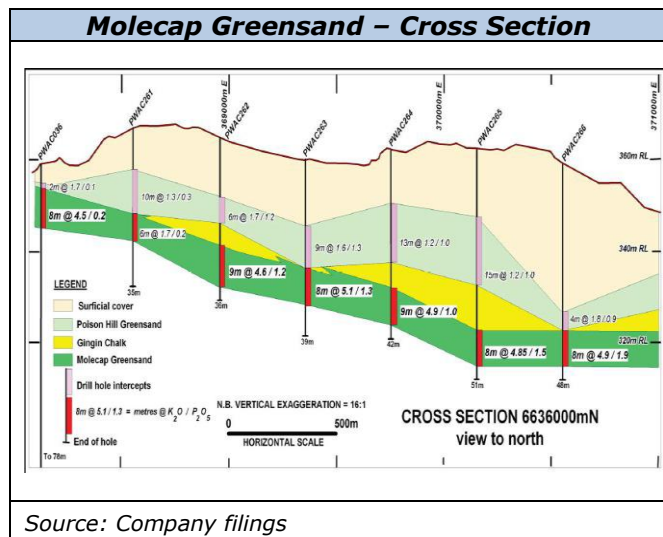 Molecap Greensand – Cross Section
PWAC036
PWAC261
369000m E
PWAC262
PWAC263
PWAC264
370000m E
PWAC265
PWAC266
371000m E
360m RL
340m RL
320m RL
2m @ 1.7 / 0.1
8m @ 4.5 / 0.2
10m @ 1.3 / 0.3
6m @ 1.7 / 0.2
35m
6m @ 1.7 / 1.2
9m @ 4.6 / 1.2
36m
9m @ 1.6 / 1.3
8m @ 5.1 / 1.3
39m
13m @ 1.2 / 1.0
9m @ 4.9 / 1.0
42m
15m @ 1.2 / 1.0
8m @ 4.85 / 1.5
51m
4m @ 1.8 / 0.9
8m @ 4.9 / 1.9
48m
LEGEND
Surficial cover
Poison Hill Greensand
Gingin Chalk
Molecap Greensand
Drill hole intercepts
8m @ 5.1 / 1.3 = metres @ K2O / P2O5
End of hole
To 78m
N.B. VERTICAL EXAGGERATION = 16:1
0 500m
HORIZONTAL SCALE
CROSS SECTION 6636000mN
view to north
Source: Company filings